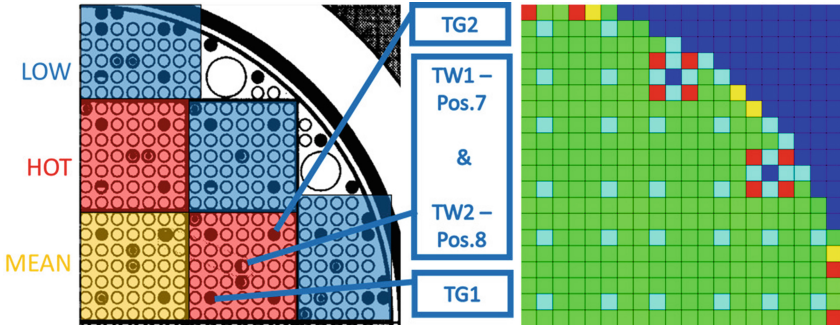 LOW
HOT
MEAN
TG2
TW1 –
Pos.7
&
TW2 –
Pos.8
TG1